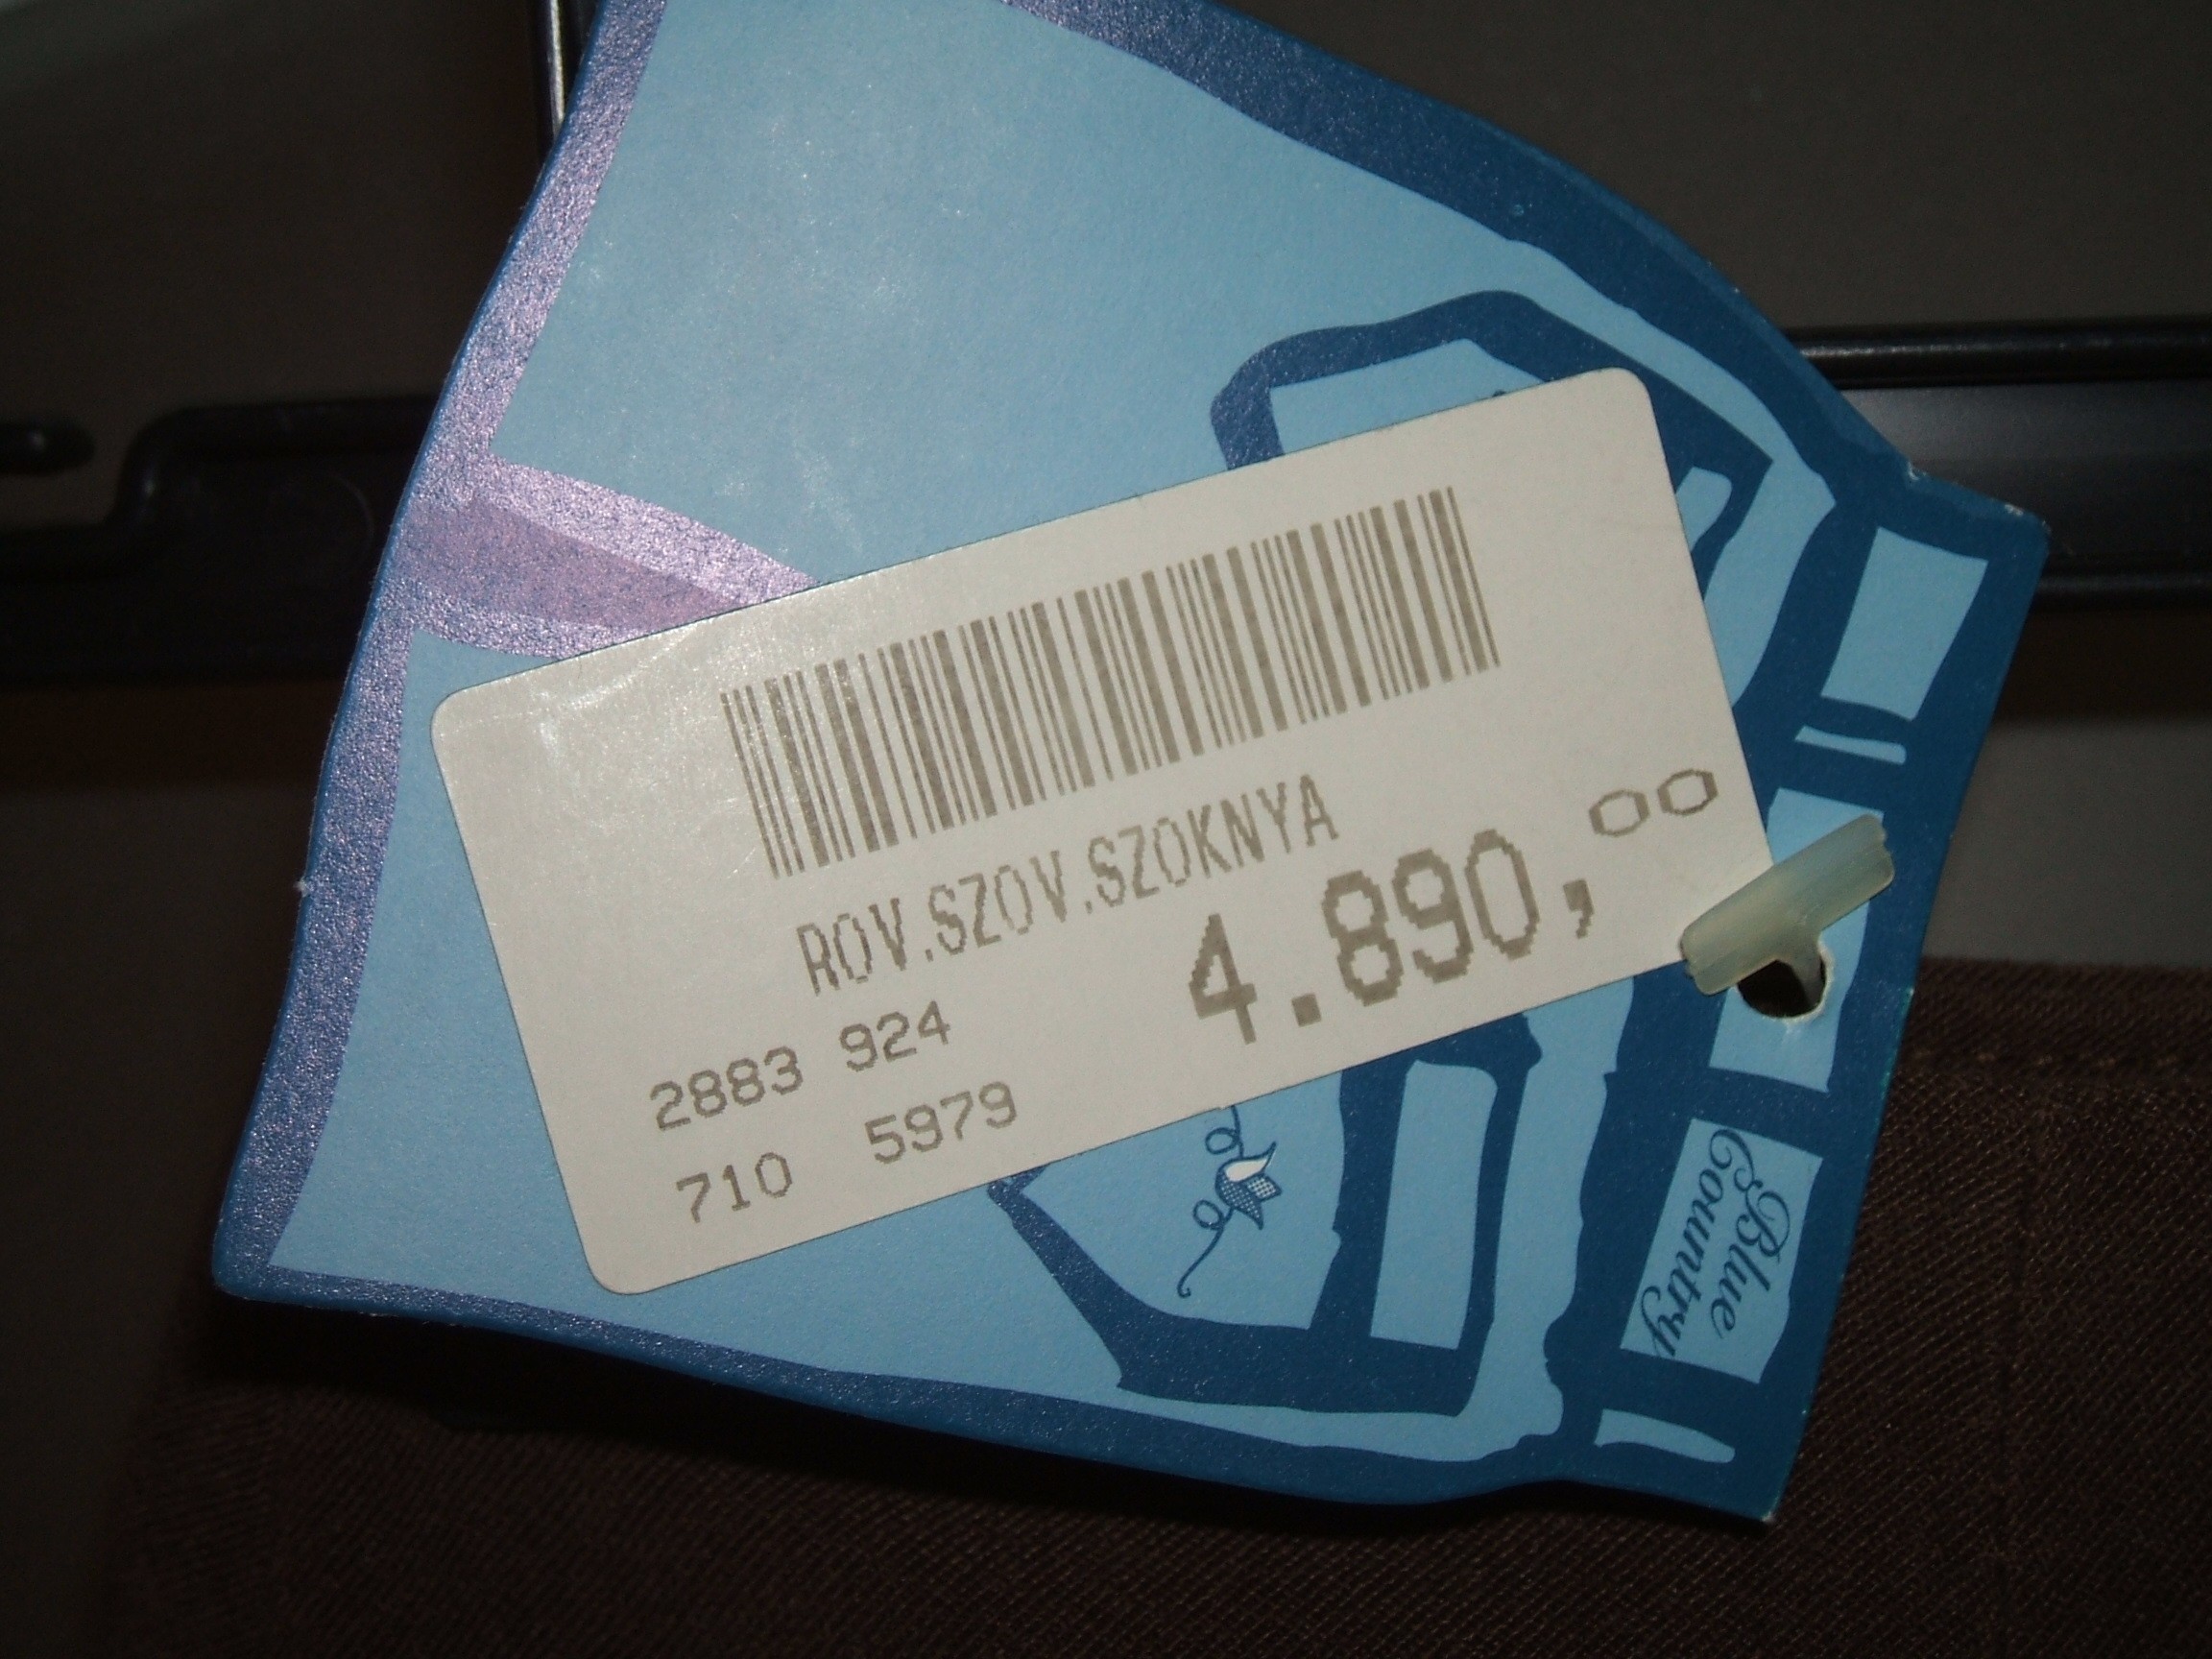 ROV.SZOV.SZOKNYA
4.890,00
2883 924
710 5979
Blue
Country